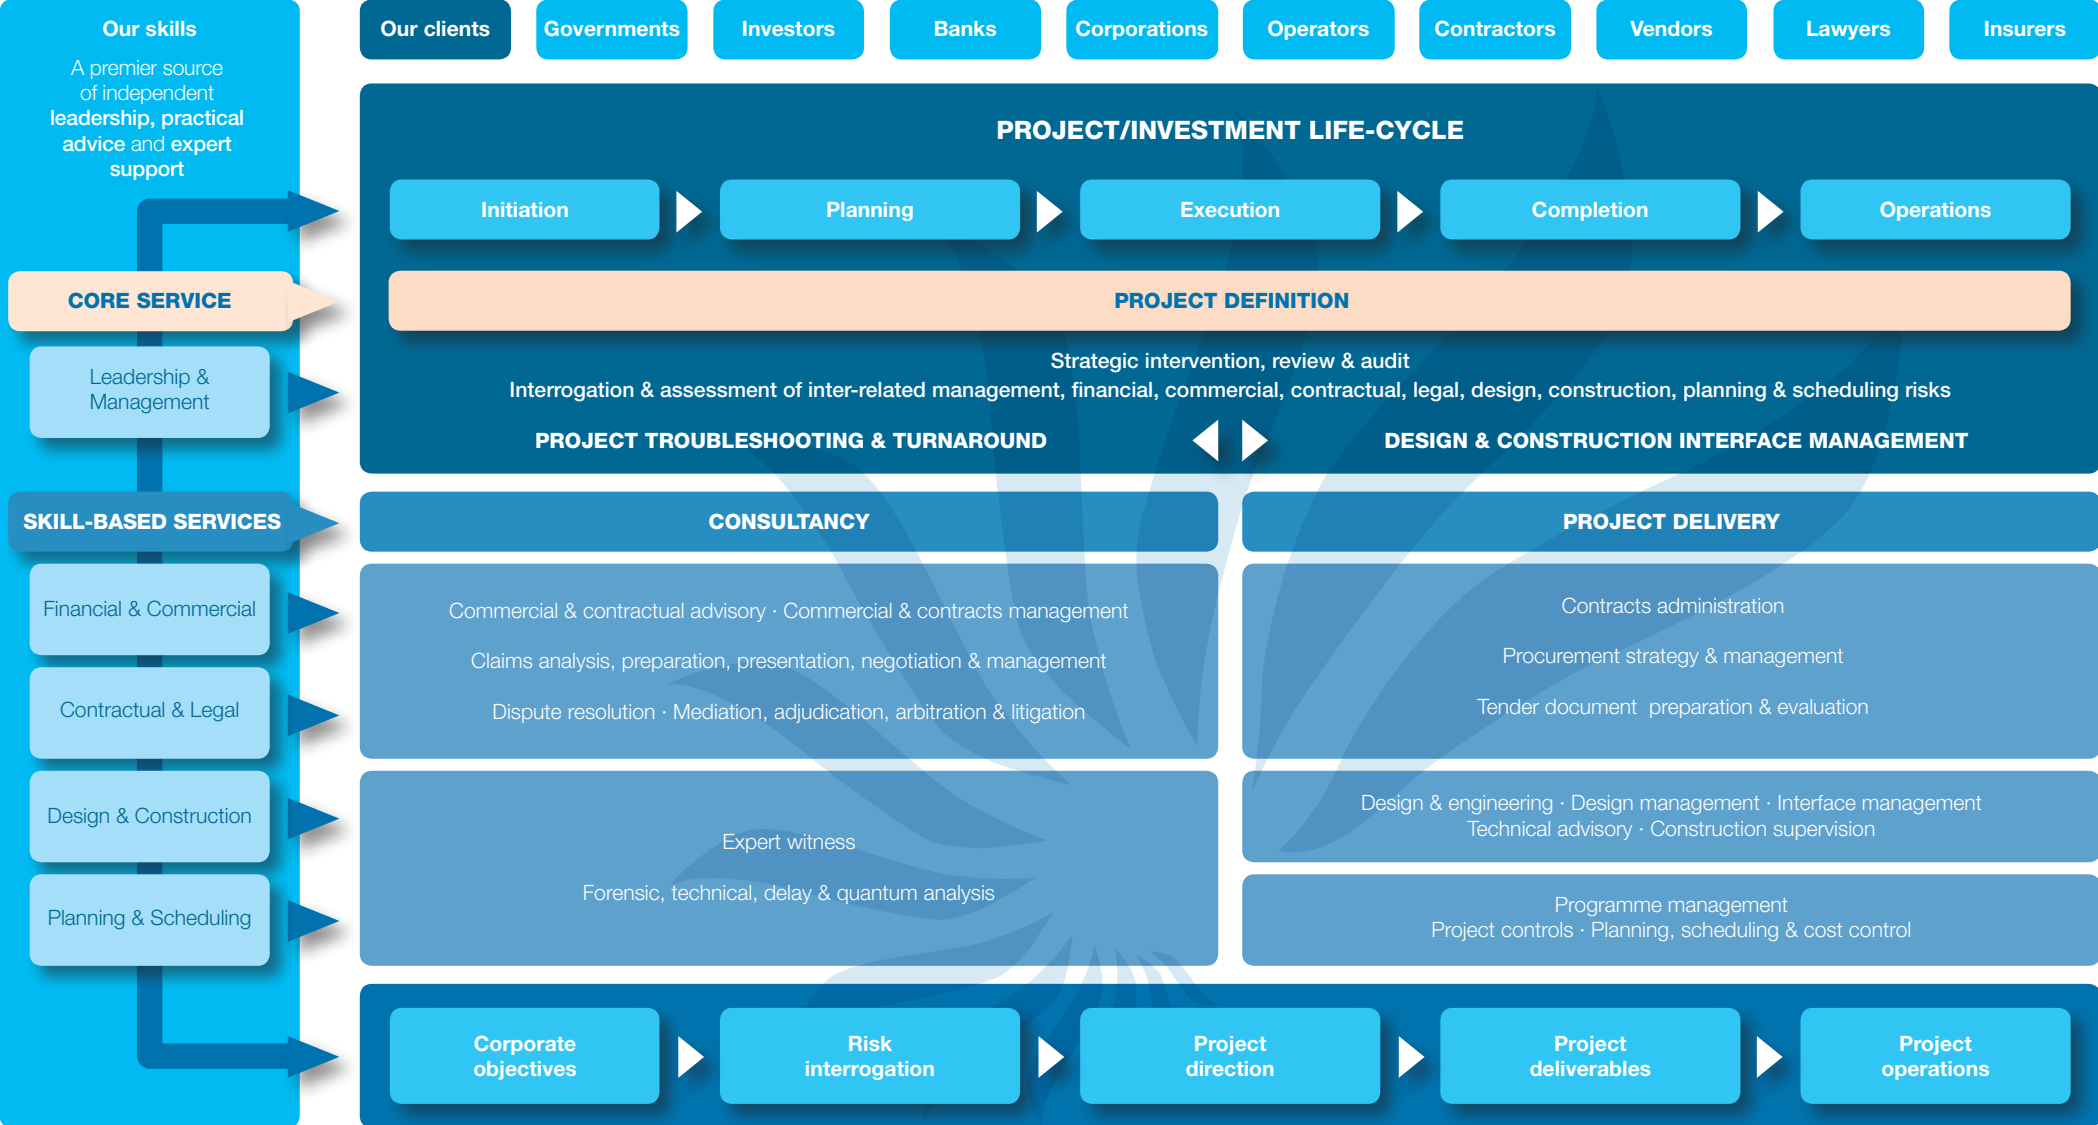 Our skills
A premier source
of independent
leadership, practical
advice and expert
support
CORE SERVICE
Leadership &
Management
SKILL-BASED SERVICES
Financial & Commercial
Contractual & Legal
Design & Construction
Planning & Scheduling
Our clients
Governments
Investors
Banks
Corporations
Operators
Contractors
Vendors
Lawyers
Insurers
PROJECT/INVESTMENT LIFE-CYCLE
Initiation
Planning
Execution
Completion
Operations
PROJECT DEFINITION
Strategic intervention, review & audit
Interrogation & assessment of inter-related management, financial, commercial, contractual, legal, design, construction, planning & scheduling risks
PROJECT TROUBLESHOOTING & TURNAROUND
DESIGN & CONSTRUCTION INTERFACE MANAGEMENT
CONSULTANCY
Commercial & contractual advisory · Commercial & contracts management
Claims analysis, preparation, presentation, negotiation & management
Dispute resolution · Mediation, adjudication, arbitration & litigation
Expert witness
Forensic, technical, delay & quantum analysis
PROJECT DELIVERY
Contracts administration
Procurement strategy & management
Tender document preparation & evaluation
Design & engineering · Design management · Interface management
Technical advisory · Construction supervision
Programme management
Project controls · Planning, scheduling & cost control
Corporate
objectives
Risk
interrogation
Project
direction
Project
deliverables
Project
operations